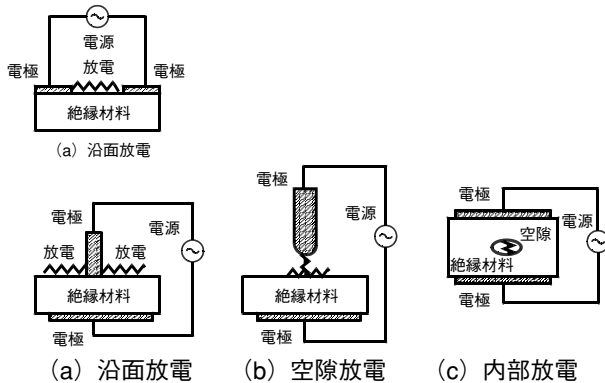 電源
放電
電極
電極
絶縁材料
(a) 沿面放電
電極
電源
放電
放電
絶縁材料
電極
(a) 沿面放電
電極
電源
絶縁材料
電極
(b) 空隙放電
電極
電源
空隙
絶縁材料
電極
(c) 内部放電